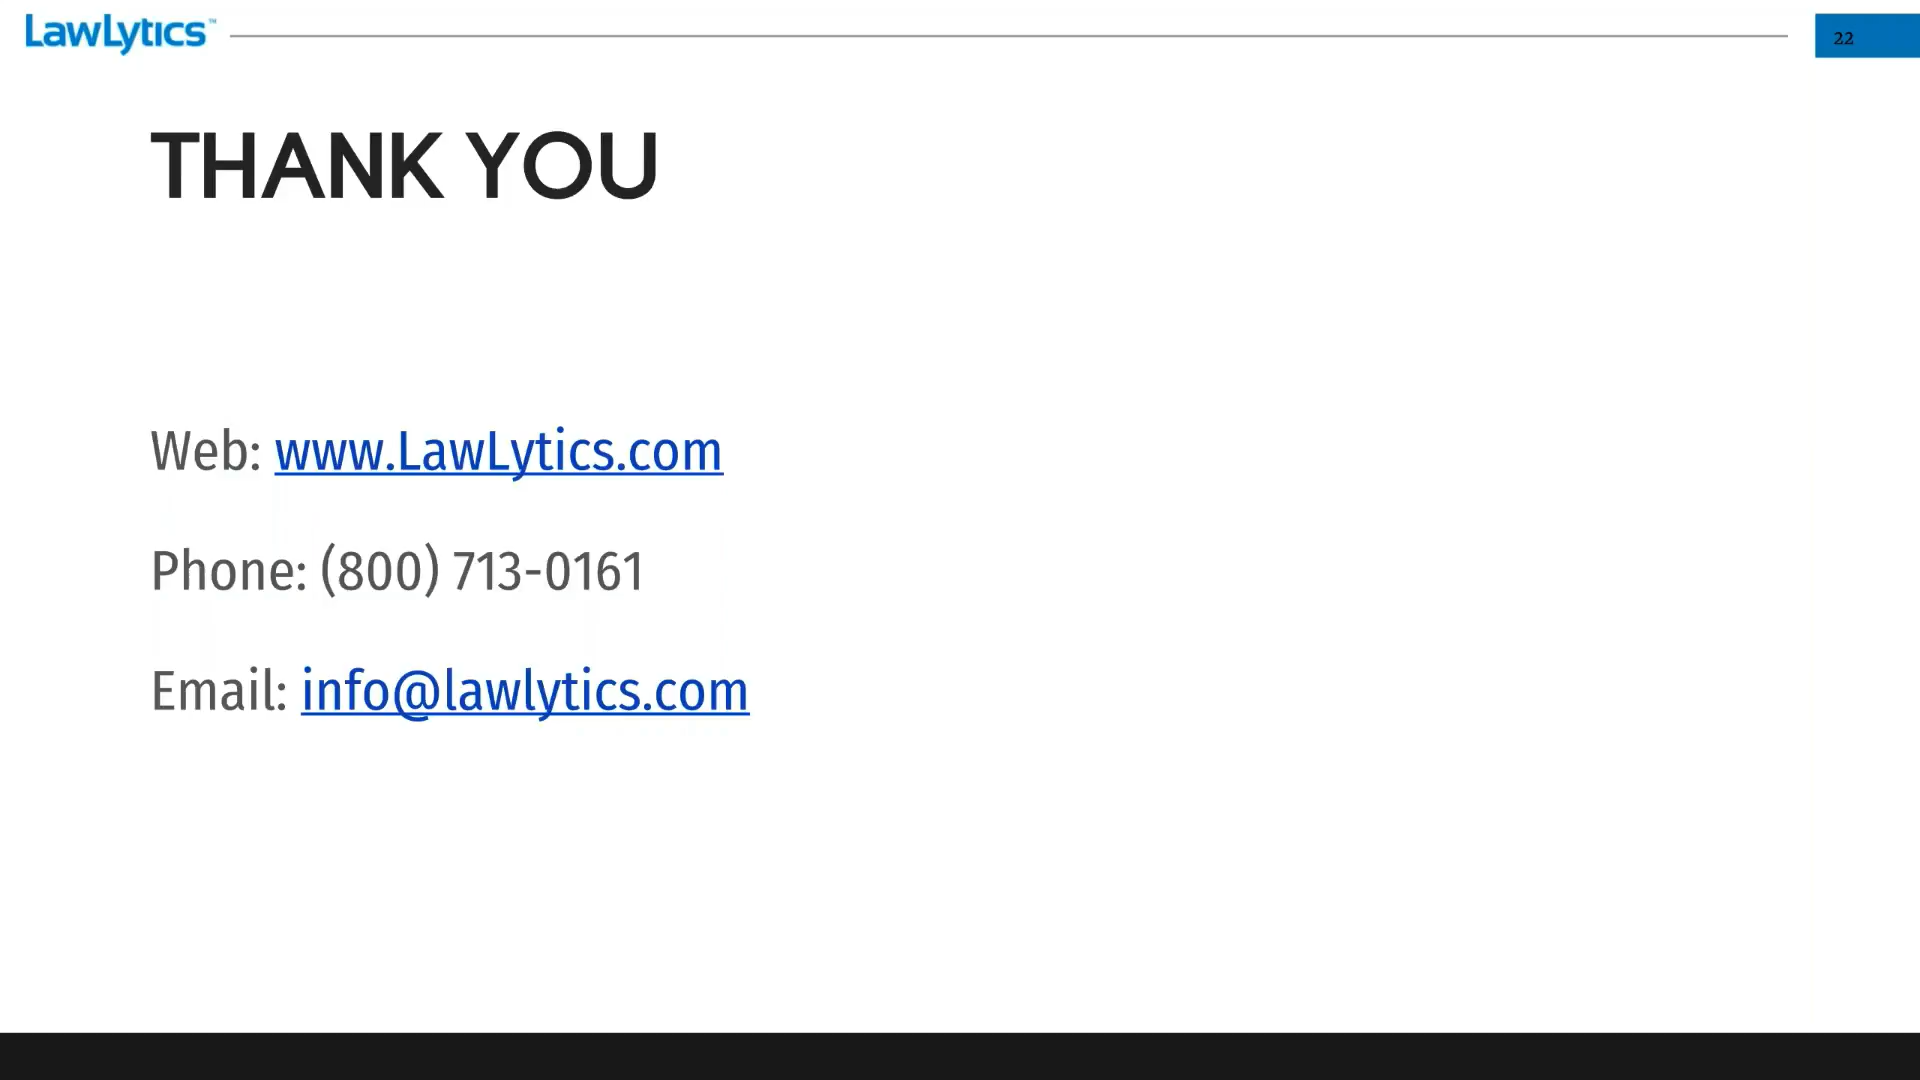 LawLytics™
22
THANK YOU
Web: www.LawLytics.com
Phone: (800) 713-0161
Email: info@lawlytics.com